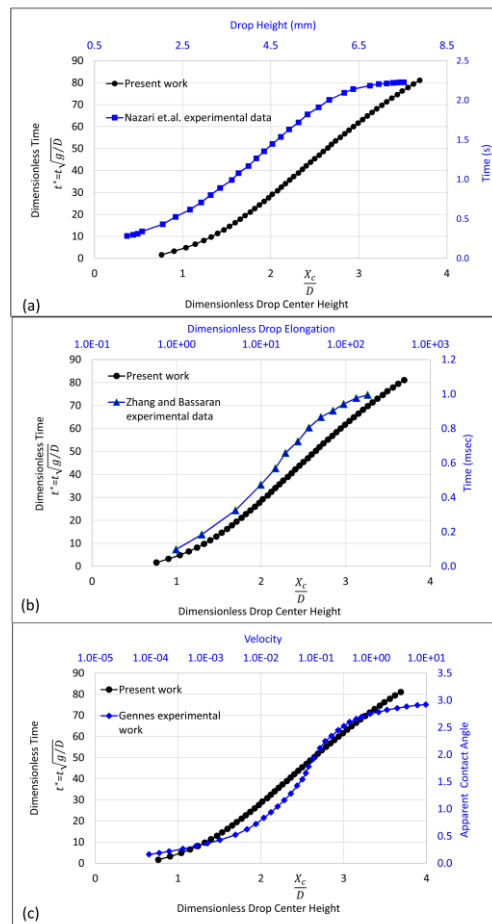 Drop Height (mm)
0.5 2.5 4.5 6.5 8.5
90
80
70
60
50
40
30
20
10
0
Dimensionless Time
t*=t√g/D
Present work
Nazari et.al. experimental data
2.5
2.0
1.5
1.0
0.5
0.0
Time (s)
0 1 2 3 4
X_c/D
Dimensionless Drop Center Height
(a)
Dimensionless Drop Elongation
1.0E-01 1.0E+00 1.0E+01 1.0E+02 1.0E+03
90
80
70
60
50
40
30
20
10
0
Dimensionless Time
t*=t√g/D
Present work
Zhang and Bassaran
experimental data
1.2
1.0
0.8
0.6
0.4
0.2
0.0
Time (msec)
0 1 2 3 4
X_c/D
Dimensionless Drop Center Height
(b)
Velocity
1.0E-05 1.0E-04 1.0E-03 1.0E-02 1.0E-01 1.0E+00 1.0E+01
90
80
70
60
50
40
30
20
10
0
Dimensionless Time
t*=t√g/D
Present work
Gennes experimental
work
3.5
3.0
2.5
2.0
1.5
1.0
0.5
0.0
Apparent Contact Angle
0 1 2 3 4
X_c/D
Dimensionless Drop Center Height
(c)